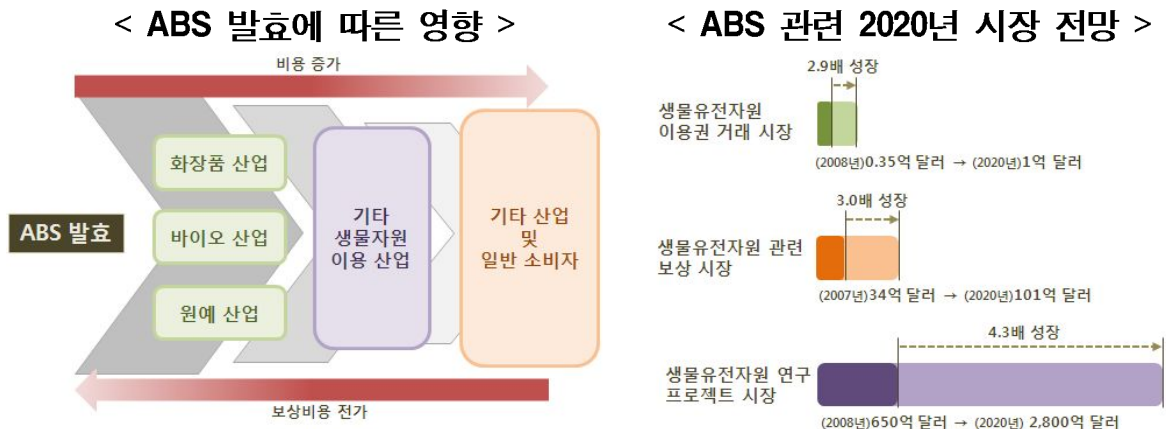 < ABS 발효에 따른 영향 >
비용 증가
ABS 발효
화장품 산업
바이오 산업
원예 산업
기타
생물자원
이용 산업
기타 산업
및
일반 소비자
보상비용 전가
< ABS 관련 2020년 시장 전망 >
2.9배 성장
생물유전자원
이용권 거래 시장
(2008년)0.35억 달러 → (2020년)1억 달러
3.0배 성장
생물유전자원 관련
보상 시장
(2007년)34억 달러 → (2020년)101억 달러
4.3배 성장
생물유전자원 연구
프로젝트 시장
(2008년)650억 달러 → (2020년) 2,800억 달러